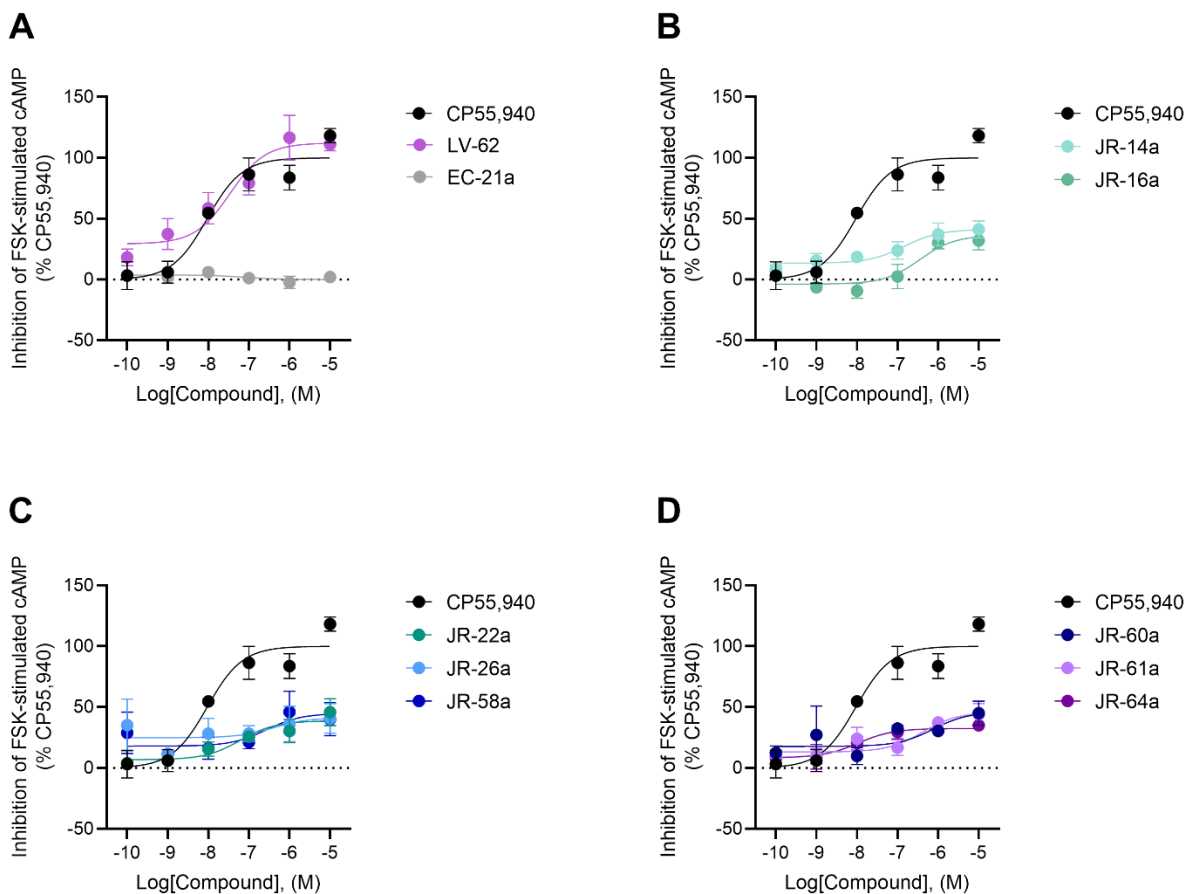 A
Inhibition of FSK-stimulated cAMP
(% CP55,940)
150
100
50
0
-50
-10 -9 -8 -7 -6 -5
Log[Compound], (M)
CP55,940
LV-62
EC-21a
B
Inhibition of FSK-stimulated cAMP
(% CP55,940)
150
100
50
0
-50
-10 -9 -8 -7 -6 -5
Log[Compound], (M)
CP55,940
JR-14a
JR-16a
C
Inhibition of FSK-stimulated cAMP
(% CP55,940)
150
100
50
0
-50
-10 -9 -8 -7 -6 -5
Log[Compound], (M)
CP55,940
JR-22a
JR-26a
JR-58a
D
Inhibition of FSK-stimulated cAMP
(% CP55,940)
150
100
50
0
-50
-10 -9 -8 -7 -6 -5
Log[Compound], (M)
CP55,940
JR-60a
JR-61a
JR-64a